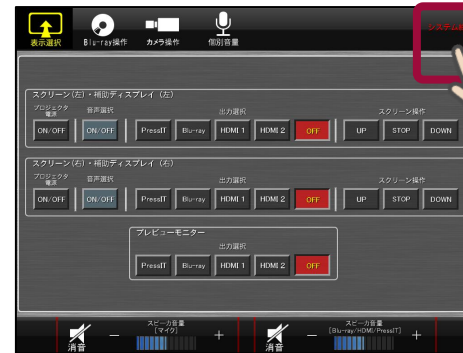 表示選択 Blu-ray操作 カメラ操作 個別音量
スクリーン(左)・補助ディスプレイ (左)
プロジェクタ電源 音声選択 出力選択 スクリーン操作
ON/OFF ON/OFF PressIT Blu-ray HDMI 1 HDMI 2 OFF UP STOP DOWN
スクリーン(右)・補助ディスプレイ (右)
プロジェクタ電源 音声選択 出力選択 スクリーン操作
ON/OFF ON/OFF PressIT Blu-ray HDMI 1 HDMI 2 OFF UP STOP DOWN
プレビューモニター
出力選択
PressIT Blu-ray HDMI 1 HDMI 2 OFF
スピーカ音量 スピーカ音量
[マイク] [Blu-ray/HDMI/PressIT]
消音 − + 消音 − +